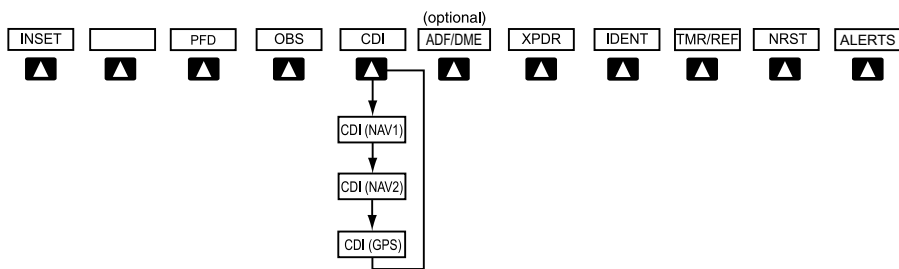 (optional)
INSET PFD OBS CDI ADF/DME XPDR IDENT TMR/REF NRST ALERTS
CDI (NAV1)
CDI (NAV2)
CDI (GPS)